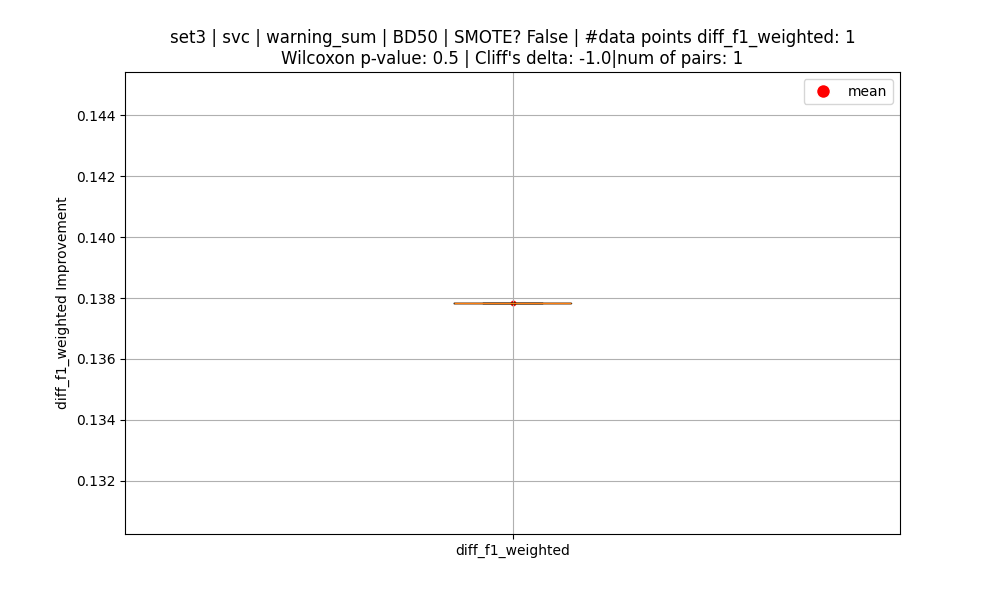 set3 | svc | warning_sum | BD50 | SMOTE? False | #data points diff_f1_weighted: 1
Wilcoxon p-value: 0.5 | Cliff's delta: -1.0|num of pairs: 1
mean
0.144
0.142
0.140
0.138
0.136
0.134
0.132
diff_f1_weighted Improvement
diff_f1_weighted